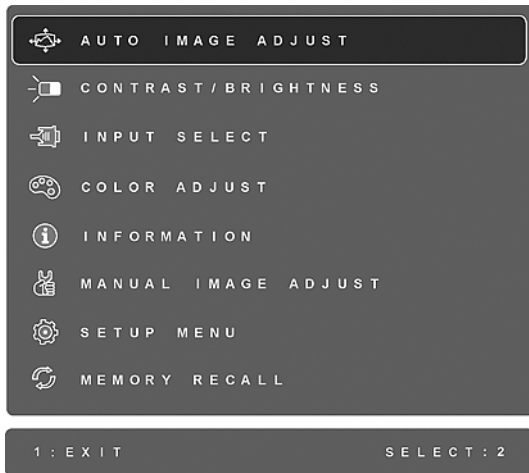 AUTO IMAGE ADJUST
CONTRAST/BRIGHTNESS
INPUT SELECT
COLOR ADJUST
INFORMATION
MANUAL IMAGE ADJUST
SETUP MENU
MEMORY RECALL
1:EXIT SELECT:2